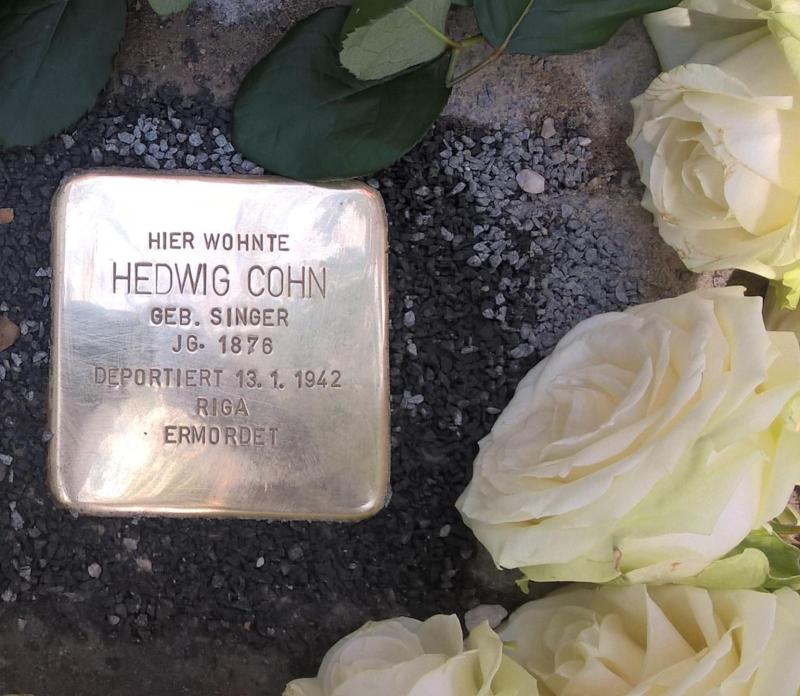 HIER WOHNTE
HEDWIG COHN
GEB. SINGER
JG. 1876
DEPORTIERT 13.1.1942
RIGA
ERMORDET